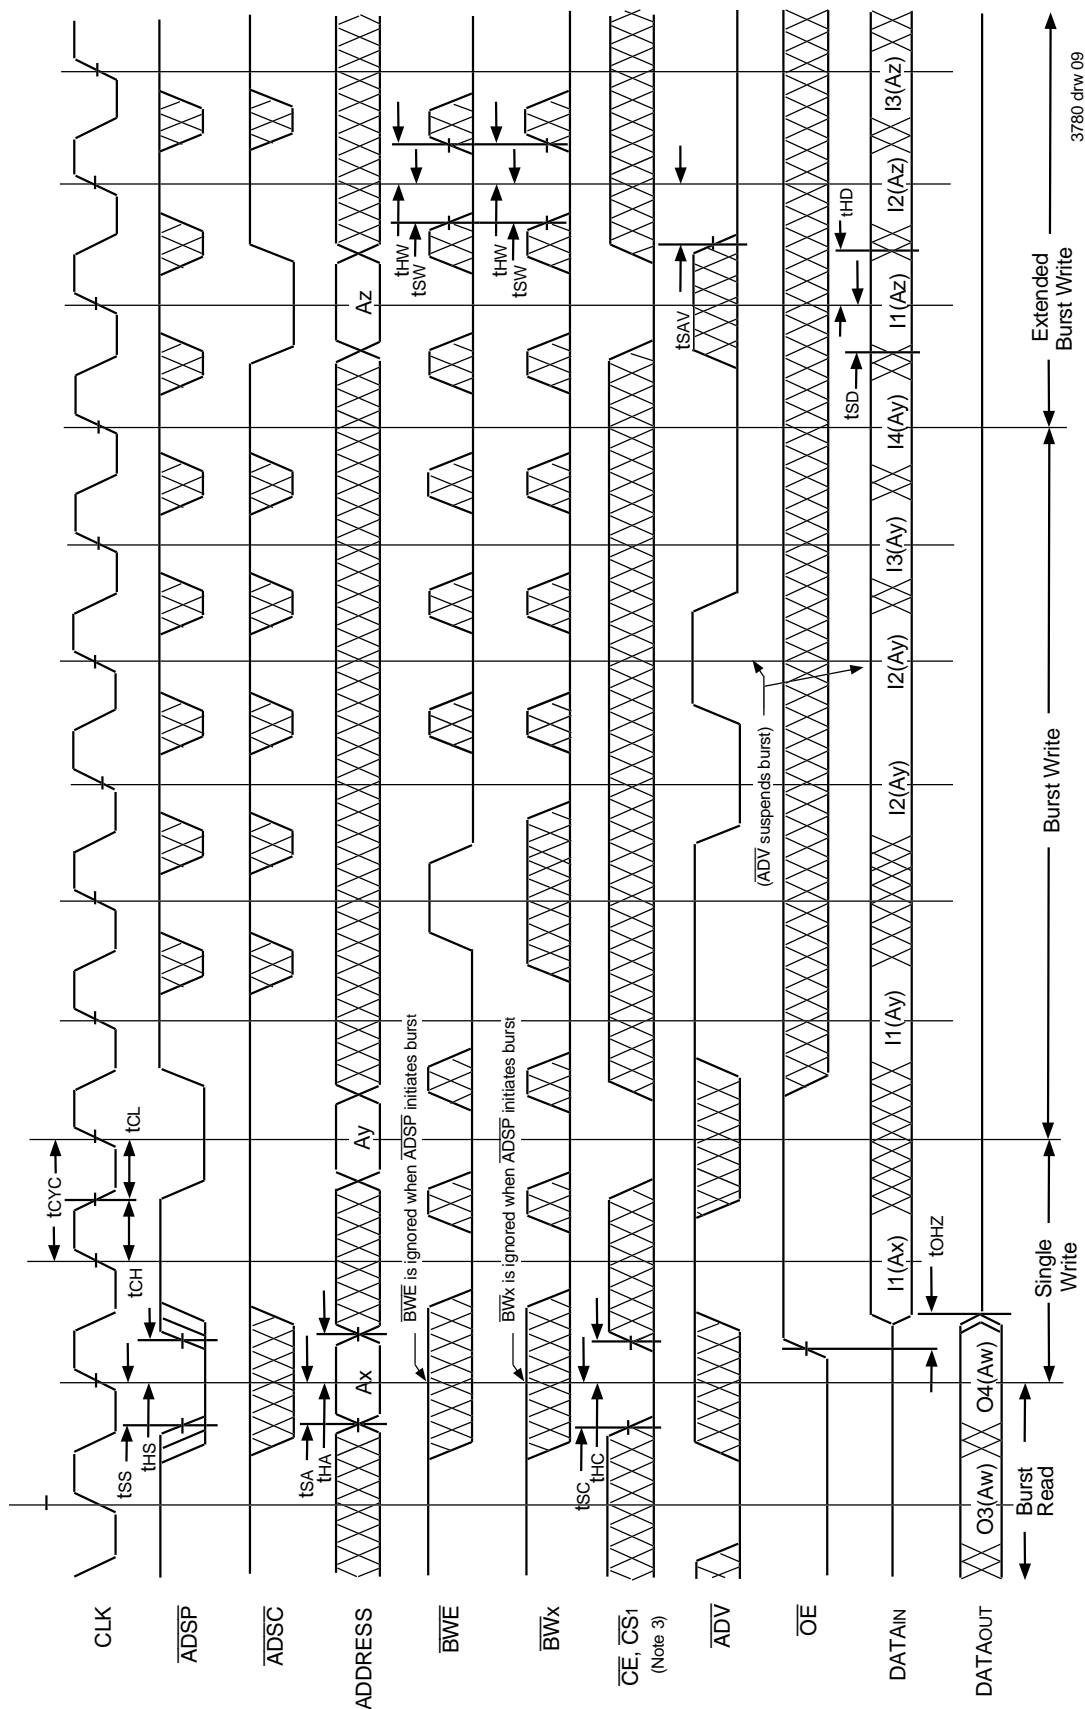 CLK
tCYC
tCH
tCL
ADSP
tSS
tHS
ADSC
ADDRESS
tSA
tHA
Ax
Ay
Az
BWE
BWE is ignored when ADSP initiates burst
tHW
tSW
BWx
BWx is ignored when ADSP initiates burst
tHW
tSW
CE, CS1
(Note 3)
tSC
tHC
ADV
tSAV
(ADV suspends burst)
OE
tSD
tHD
DATAIN
I1(Ax)
I1(Ay)
I2(Ay)
I2(Ay)
I3(Ay)
I4(Ay)
I1(Az)
I2(Az)
I3(Az)
tOHZ
DATAOUT
O3(Aw)
O4(Aw)
Burst
Read
Single
Write
Burst Write
Extended
Burst Write
3780 drw 09